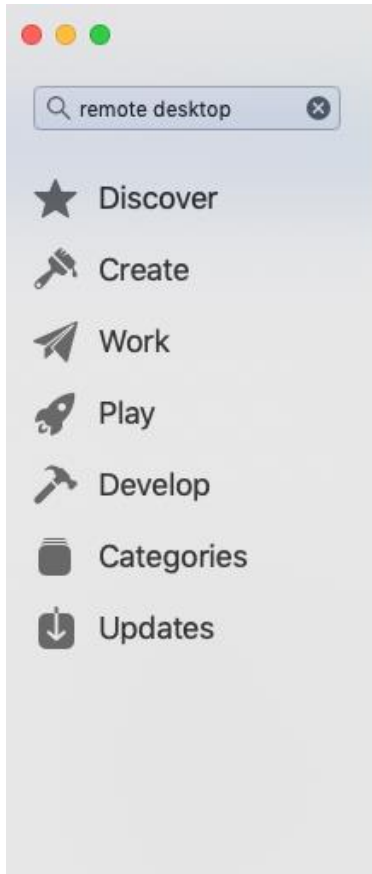 remote desktop
Discover
Create
Work
Play
Develop
Categories
Updates